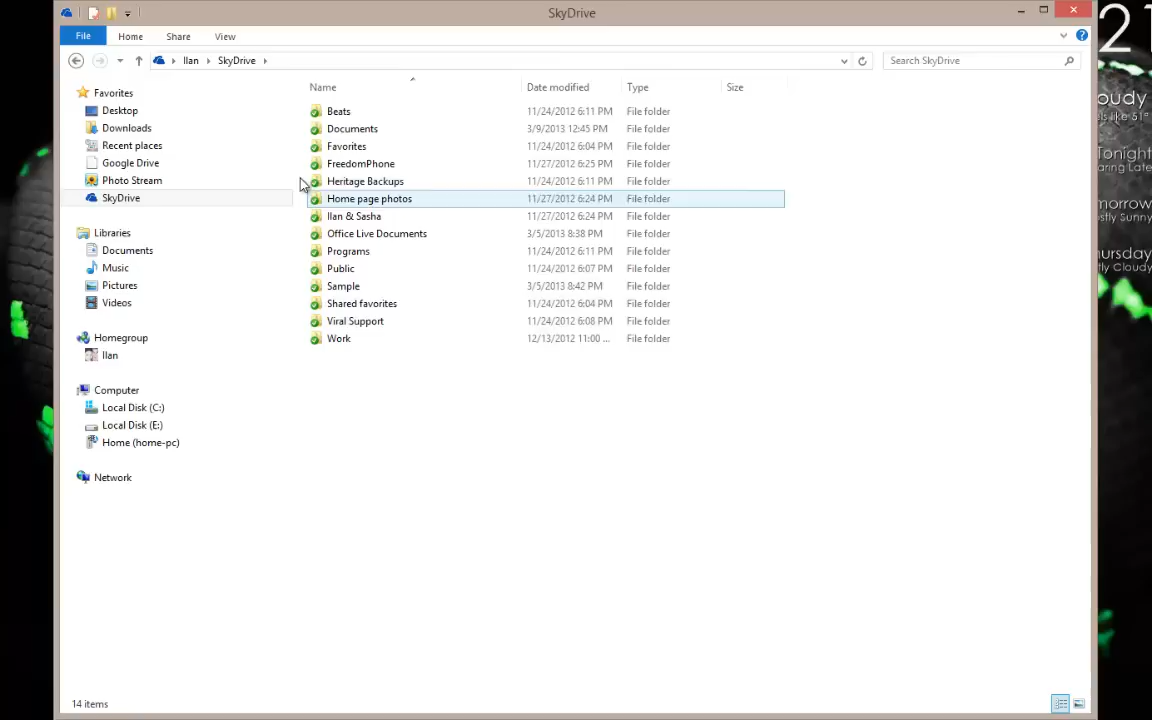 SkyDrive
File Home Share View
Ilan SkyDrive
Search SkyDrive
Name Date modified Type Size
Favorites
Desktop
Downloads
Recent places
Google Drive
Photo Stream
SkyDrive
Libraries
Documents
Music
Pictures
Videos
Homegroup
Ilan
Computer
Local Disk (C:)
Local Disk (E:)
Home (home-pc)
Network
Beats 11/24/2012 6:11 PM File folder
Documents 3/9/2013 12:45 PM File folder
Favorites 11/24/2012 6:04 PM File folder
FreedomPhone 11/27/2012 6:25 PM File folder
Heritage Backups 11/24/2012 6:11 PM File folder
Home page photos 11/27/2012 6:24 PM File folder
Ilan & Sasha 11/27/2012 6:24 PM File folder
Office Live Documents 3/5/2013 8:38 PM File folder
Programs 11/24/2012 6:11 PM File folder
Public 11/24/2012 6:07 PM File folder
Sample 3/5/2013 8:42 PM File folder
Shared favorites 11/24/2012 6:04 PM File folder
Viral Support 11/24/2012 6:08 PM File folder
Work 12/13/2012 11:00 ... File folder
14 items
21
oudy
els like 51°
Tonight
aring Late
morrow
stly Sunny
hursday
tly Cloudy